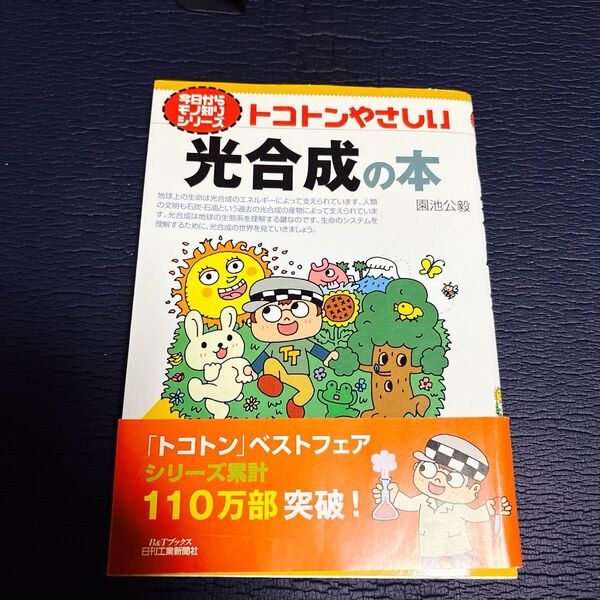 今日から
モノ知り
シリーズ
トコトンやさしい
光合成の本
園池公毅
地球上の生命は光合成のエネルギーによって支えられています。人類
の文明も石炭・石油という過去の光合成の産物によって支えられていま
す。光合成は地球の生態系を理解する鍵なのです。生命のシステムを
理解するために、光合成の世界を見ていきましょう。
TT
「トコトン」ベストフェア
シリーズ累計
110万部突破！
B&Tブックス
日刊工業新聞社